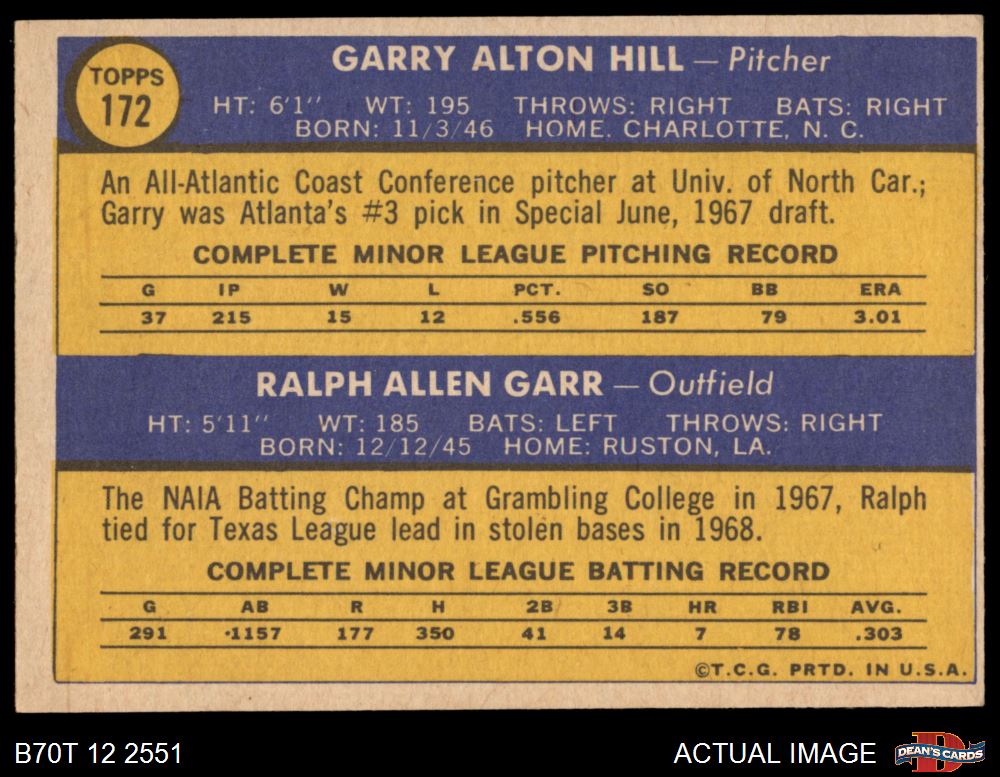 TOPPS
172
GARRY ALTON HILL — Pitcher
HT: 6'1" WT: 195 THROWS: RIGHT BATS: RIGHT
BORN: 11/3/46 HOME. CHARLOTTE, N. C.
An All-Atlantic Coast Conference pitcher at Univ. of North Car.;
Garry was Atlanta's #3 pick in Special June, 1967 draft.
COMPLETE MINOR LEAGUE PITCHING RECORD
G IP W L PCT. SO BB ERA
37 215 15 12 .556 187 79 3.01
RALPH ALLEN GARR — Outfield
HT: 5'11" WT: 185 BATS: LEFT THROWS: RIGHT
BORN: 12/12/45 HOME: RUSTON, LA.
The NAIA Batting Champ at Grambling College in 1967, Ralph
tied for Texas League lead in stolen bases in 1968.
COMPLETE MINOR LEAGUE BATTING RECORD
G AB R H 2B 3B HR RBI AVG.
291 1157 177 350 41 14 7 78 .303
©T.C.G. PRTD. IN U.S.A.
B70T 12 2551 ACTUAL IMAGE DEAN'S CARDS